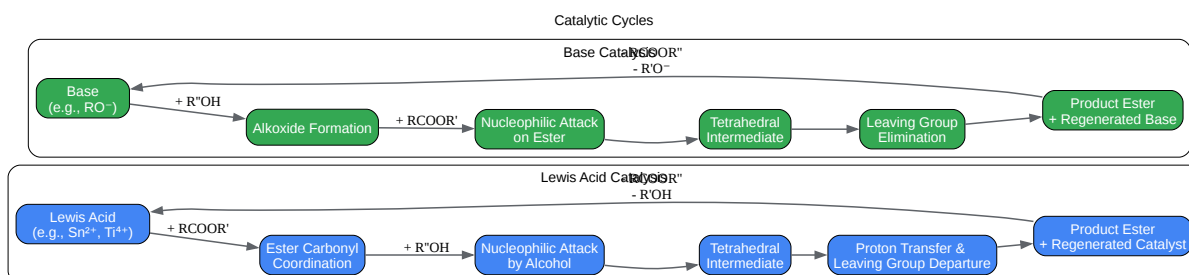 Catalytic Cycles
Base Catalysis
- RCOOR"
- R'O⁻
Base
(e.g., RO⁻)
+ R"OH
Alkoxide Formation
+ RCOOR'
Nucleophilic Attack
on Ester
Tetrahedral
Intermediate
Leaving Group
Elimination
Product Ester
+ Regenerated Base
Lewis Acid Catalysis
- RCOOR"
- R'OH
Lewis Acid
(e.g., Sn²⁺, Ti⁴⁺)
+ RCOOR'
Ester Carbonyl
Coordination
+ R"OH
Nucleophilic Attack
by Alcohol
Tetrahedral
Intermediate
Proton Transfer &
Leaving Group Departure
Product Ester
+ Regenerated Catalyst